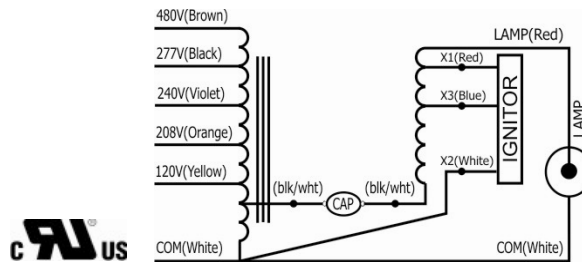 480V(Brown)
277V(Black)
240V(Violet)
208V(Orange)
120V(Yellow)
COM(White)
(blk/wht)
CAP
(blk/wht)
LAMP(Red)
X1(Red)
X3(Blue)
X2(White)
IGNITOR
LAMP
COM(White)
C RU® US